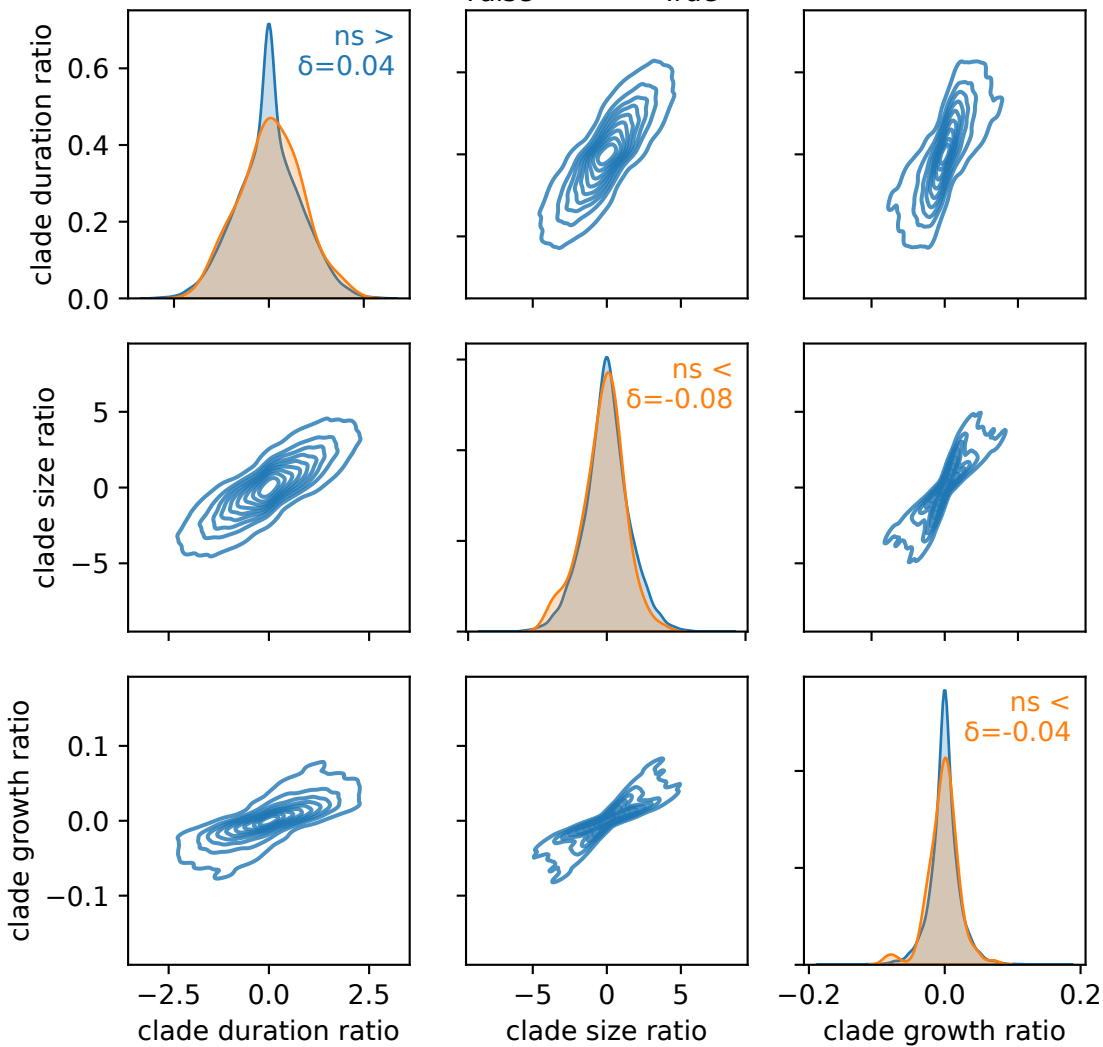 ns >
δ=0.04
clade duration ratio
0.6
0.4
0.2
0.0
ns <
δ=-0.08
clade size ratio
5
0
−5
ns <
δ=-0.04
clade growth ratio
0.1
0.0
−0.1
−2.5 0.0 2.5 −5 0 5 −0.2 0.0 0.2
clade duration ratio clade size ratio clade growth ratio